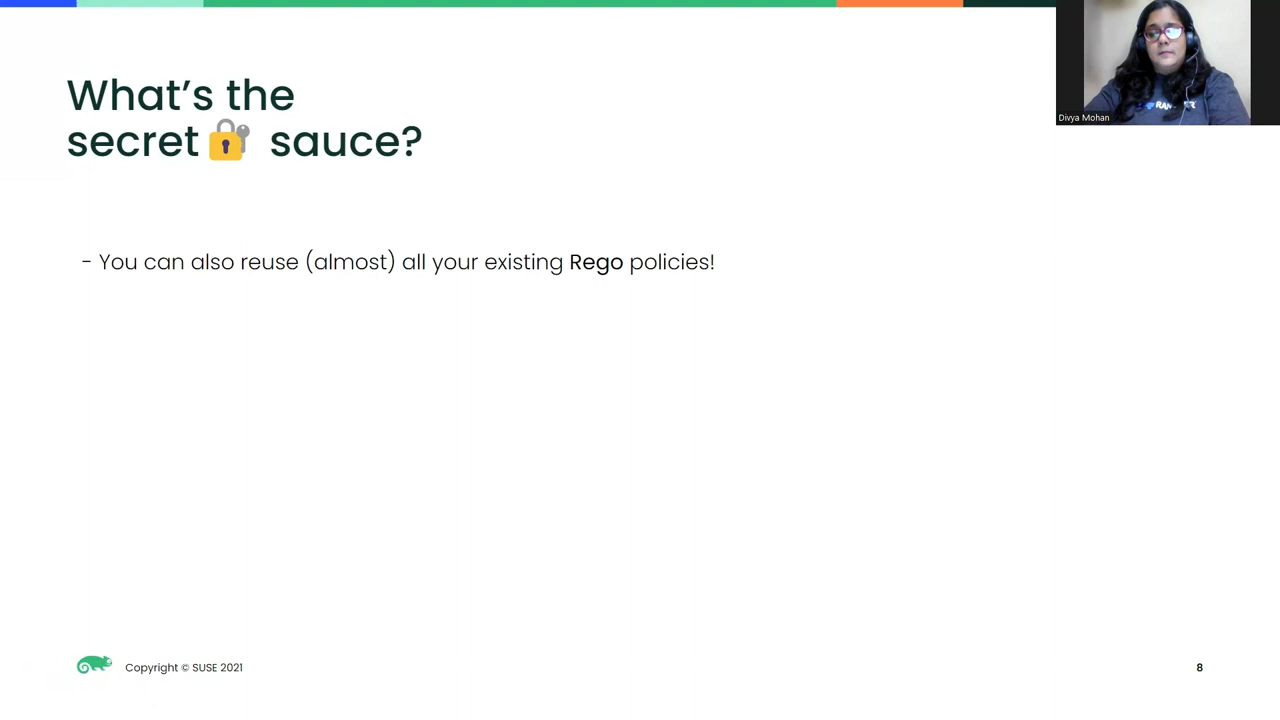 What's the
secret 🔐 sauce?
- You can also reuse (almost) all your existing Rego policies!
Divya Mohan
Copyright © SUSE 2021
8